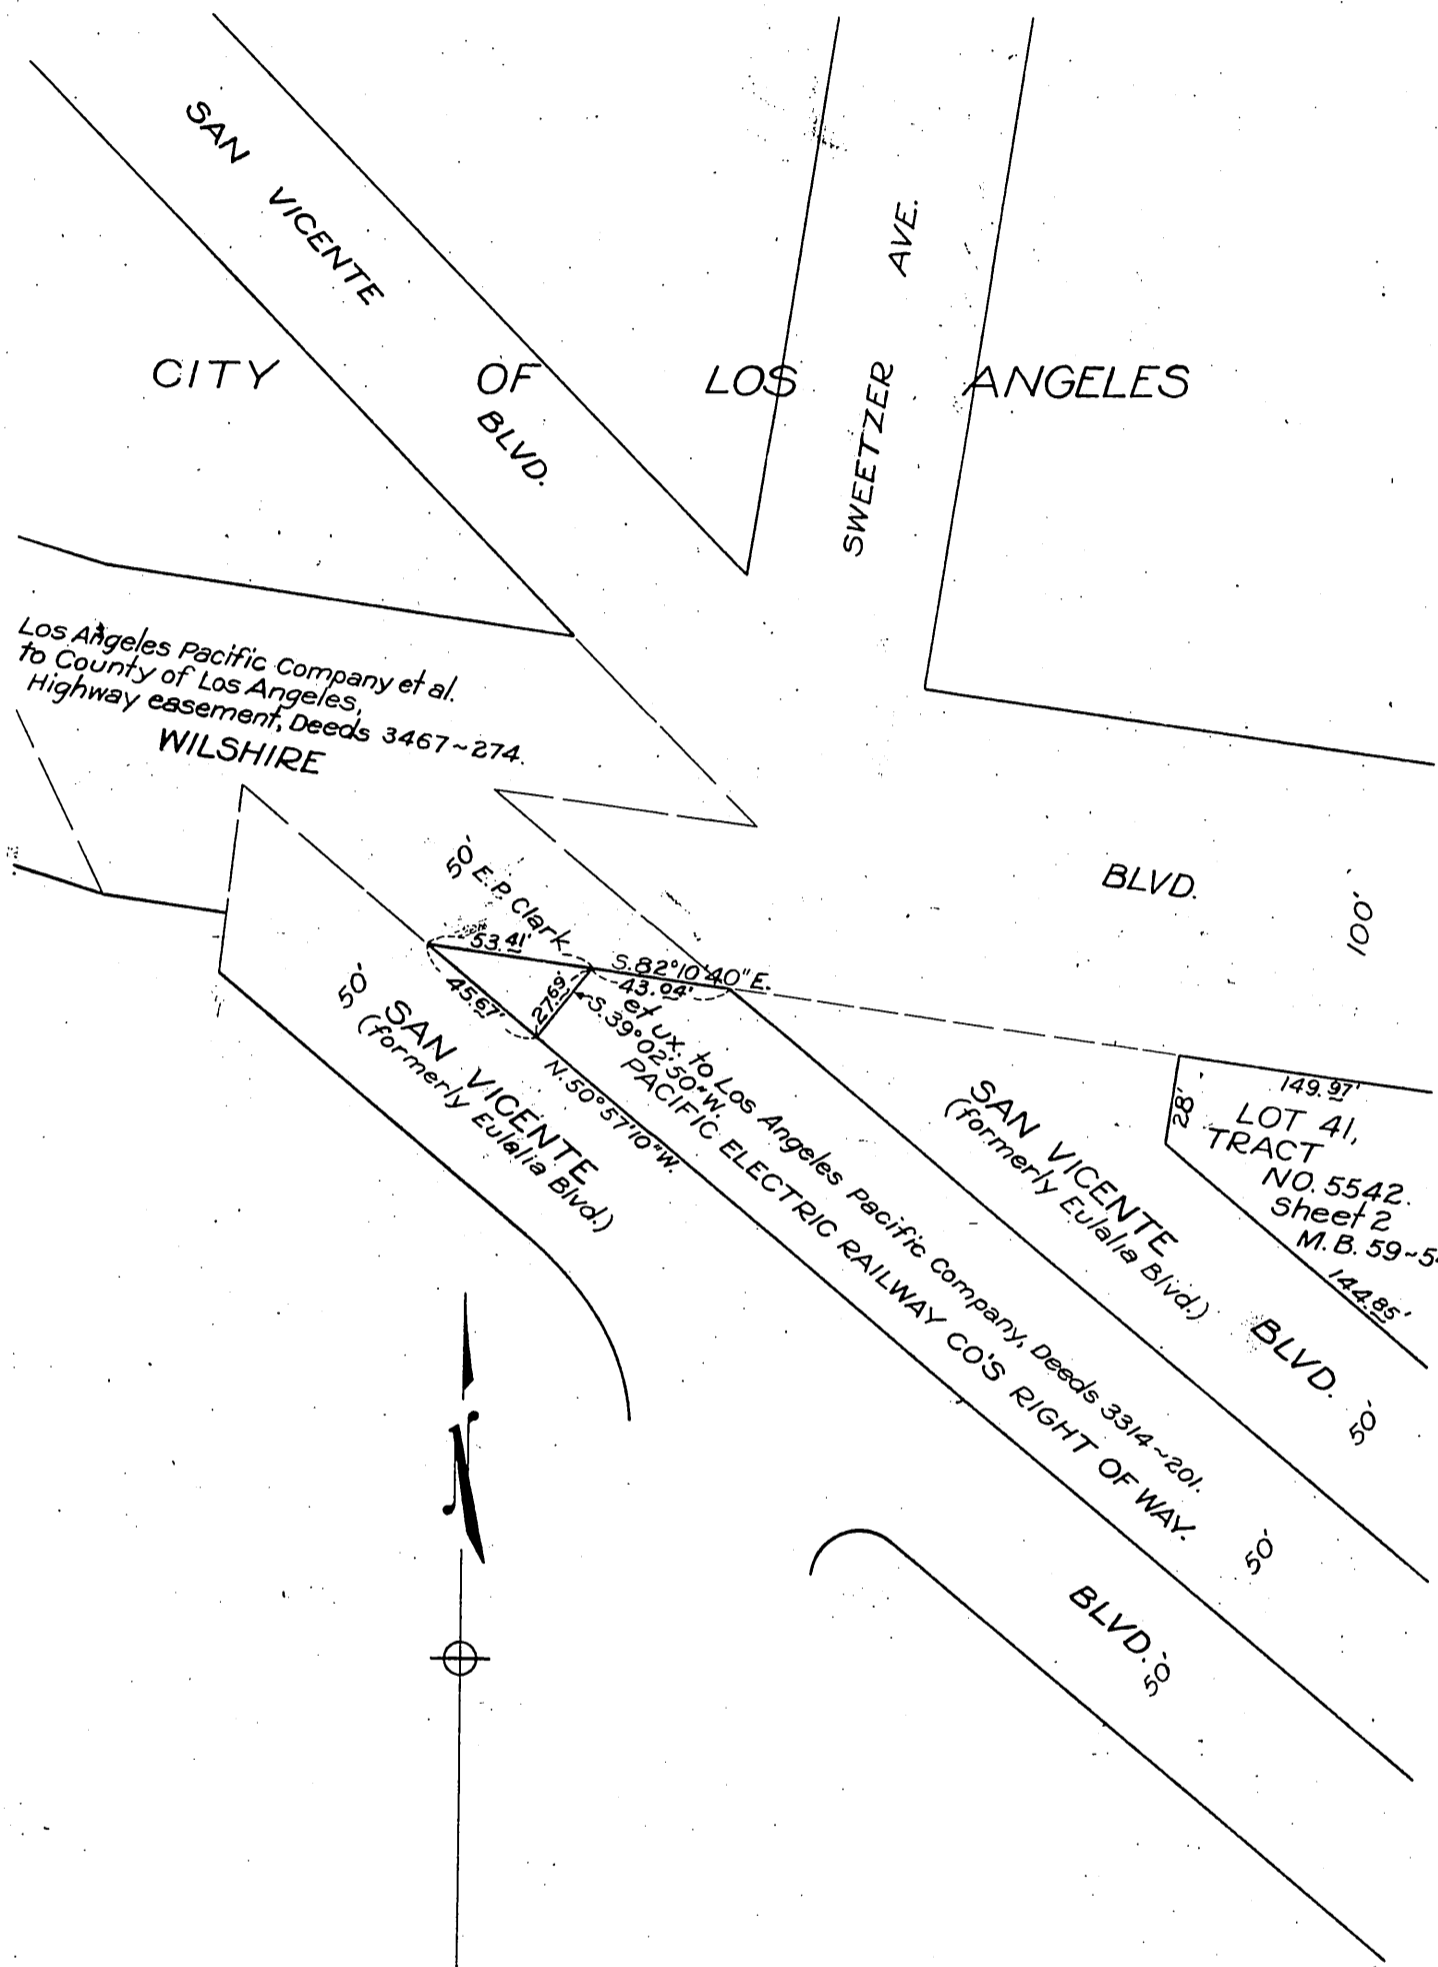 SAN VICENTE
BLVD.
SWEETZER AVE.
CITY OF LOS ANGELES
Los Angeles Pacific Company et al.
to County of Los Angeles,
Highway easement, Deeds 3467~274.
WILSHIRE
BLVD.
100'
50'
E.P. Clark
53.41'
S.82°10'40"E.
43.04'
45.67'
27.69'
et ux. to Los Angeles Pacific Company, Deeds 3314~201.
S.39°02'50"W.
PACIFIC ELECTRIC RAILWAY CO'S RIGHT OF WAY.
N.50°57'10"W.
50'
SAN VICENTE
(formerly Eulalia Blvd.)
SAN VICENTE
(formerly Eulalia Blvd.)
BLVD.
50'
28'
149.97'
LOT 41,
TRACT
NO. 5542.
Sheet 2
M.B. 59~5
144.85'
50'
BLVD.
50'
N